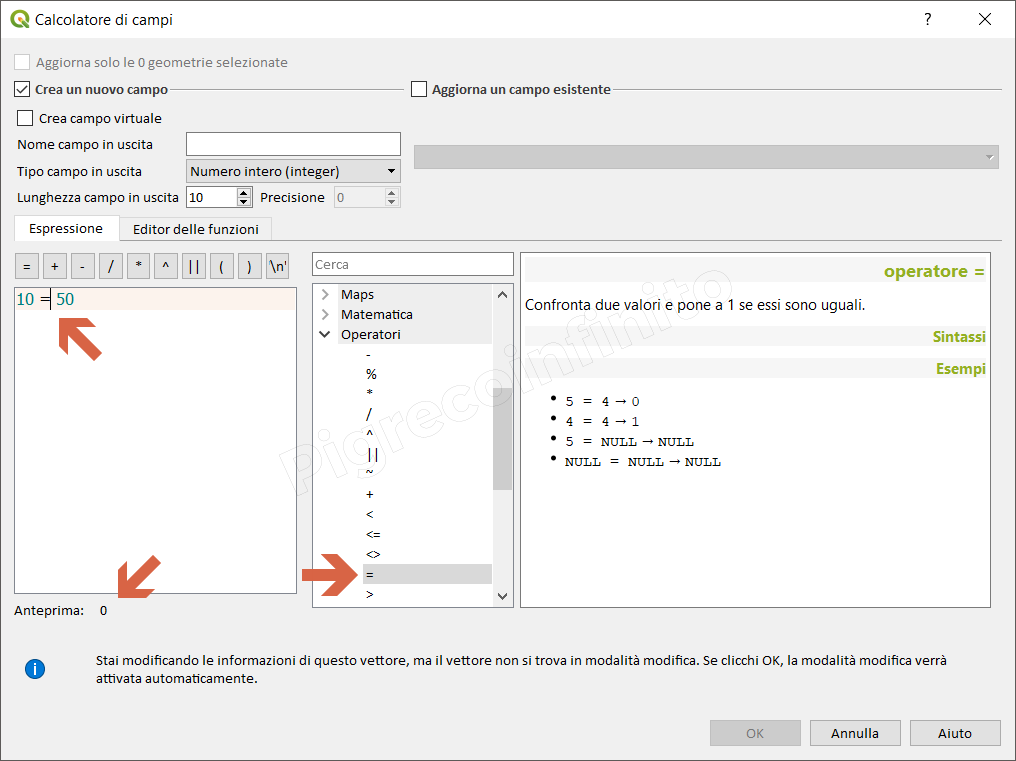 Calcolatore di campi
?
Aggiorna solo le 0 geometrie selezionate
Crea un nuovo campo
Aggiorna un campo esistente
Crea campo virtuale
Nome campo in uscita
Tipo campo in uscita Numero intero (integer)
Lunghezza campo in uscita 10 Precisione 0
Espressione Editor delle funzioni
= + - / * ^ || ( ) \n'
10 = 50
Anteprima: 0
Cerca
Maps
Matematica
Operatori
-
%
*
/
^
||
~
+
<
<=
<>
=
>
operatore =
Confronta due valori e pone a 1 se essi sono uguali.
Sintassi
Esempi
• 5 = 4 → 0
• 4 = 4 → 1
• 5 = NULL → NULL
• NULL = NULL → NULL
Pigrecoinfinito
Stai modificando le informazioni di questo vettore, ma il vettore non si trova in modalità modifica. Se clicchi OK, la modalità modifica verrà
attivata automaticamente.
OK Annulla Aiuto